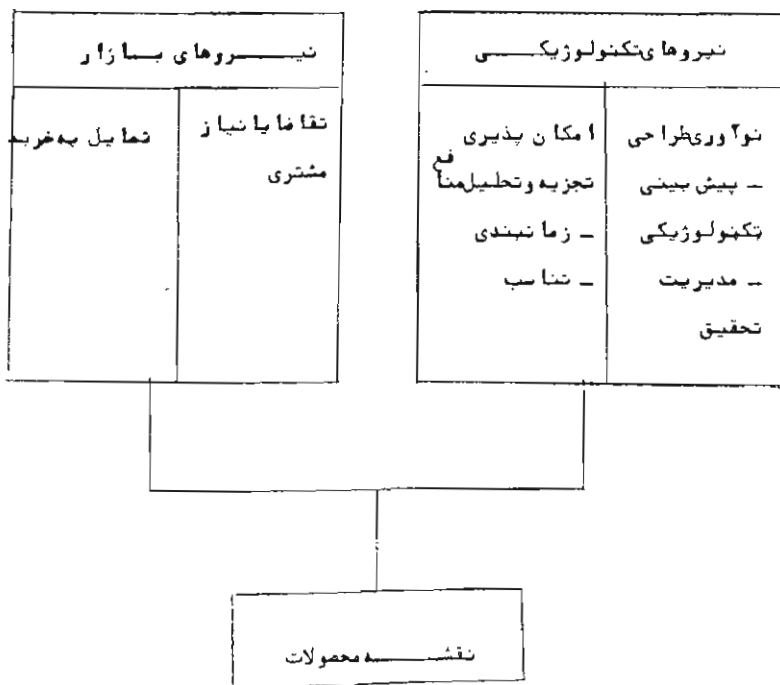 نیروهای تکنولوژیکی
نوآوری طراحی
- پیش بینی
تکنولوژیکی
- مدیریت
تحقیق
امکان پذیری
تجزیه و تحلیل منافع
- زمانبندی
- تناسب
نیروهای بازار
تقاضا یا نیاز
مشتری
تمایل به خرید
نقشه محصولات